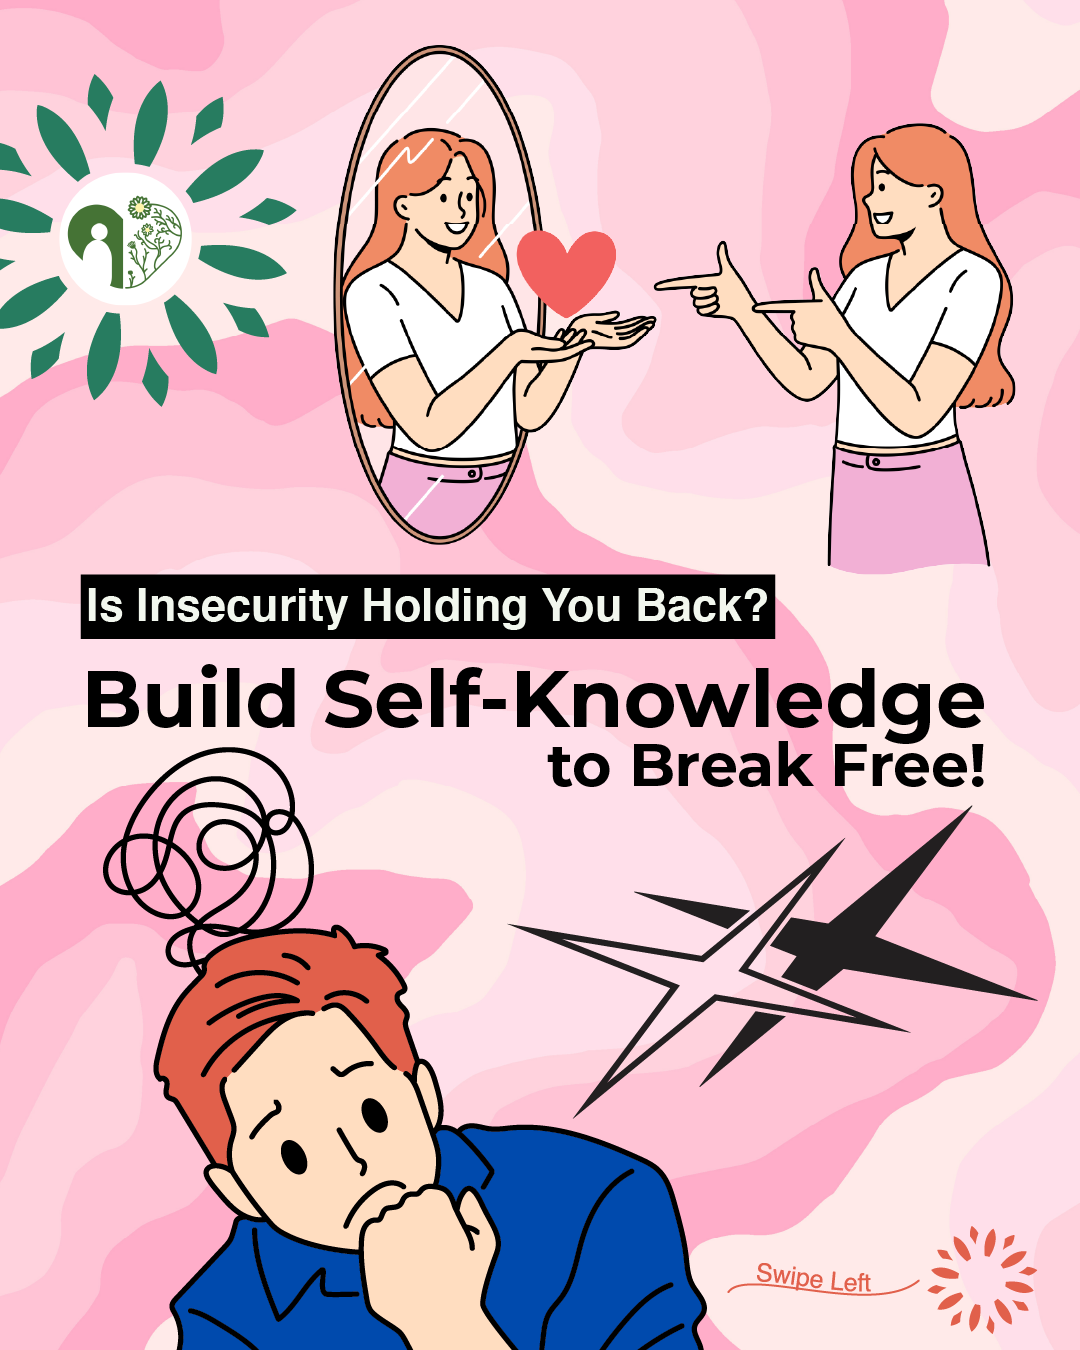 Is Insecurity Holding You Back?
Build Self-Knowledge
to Break Free!
Swipe Left